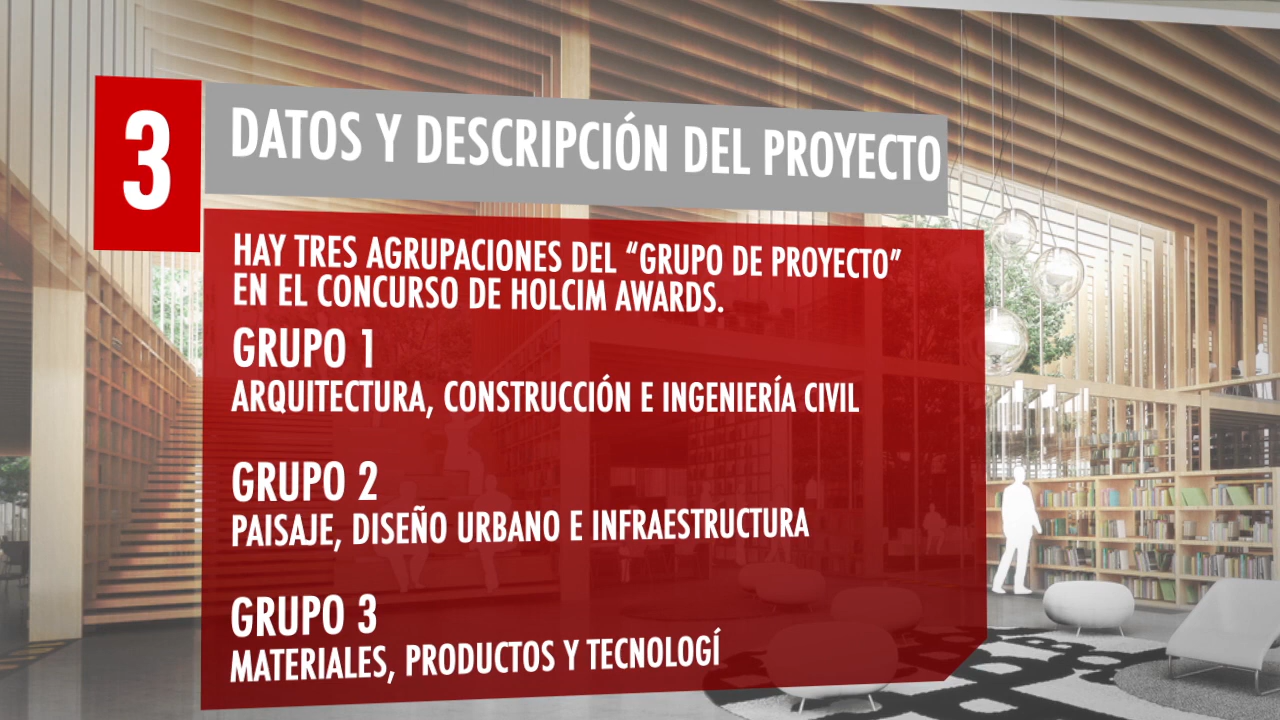 3
DATOS Y DESCRIPCIÓN DEL PROYECTO
HAY TRES AGRUPACIONES DEL “GRUPO DE PROYECTO”
EN EL CONCURSO DE HOLCIM AWARDS.
GRUPO 1
ARQUITECTURA, CONSTRUCCIÓN E INGENIERÍA CIVIL
GRUPO 2
PAISAJE, DISEÑO URBANO E INFRAESTRUCTURA
GRUPO 3
MATERIALES, PRODUCTOS Y TECNOLOGÍ